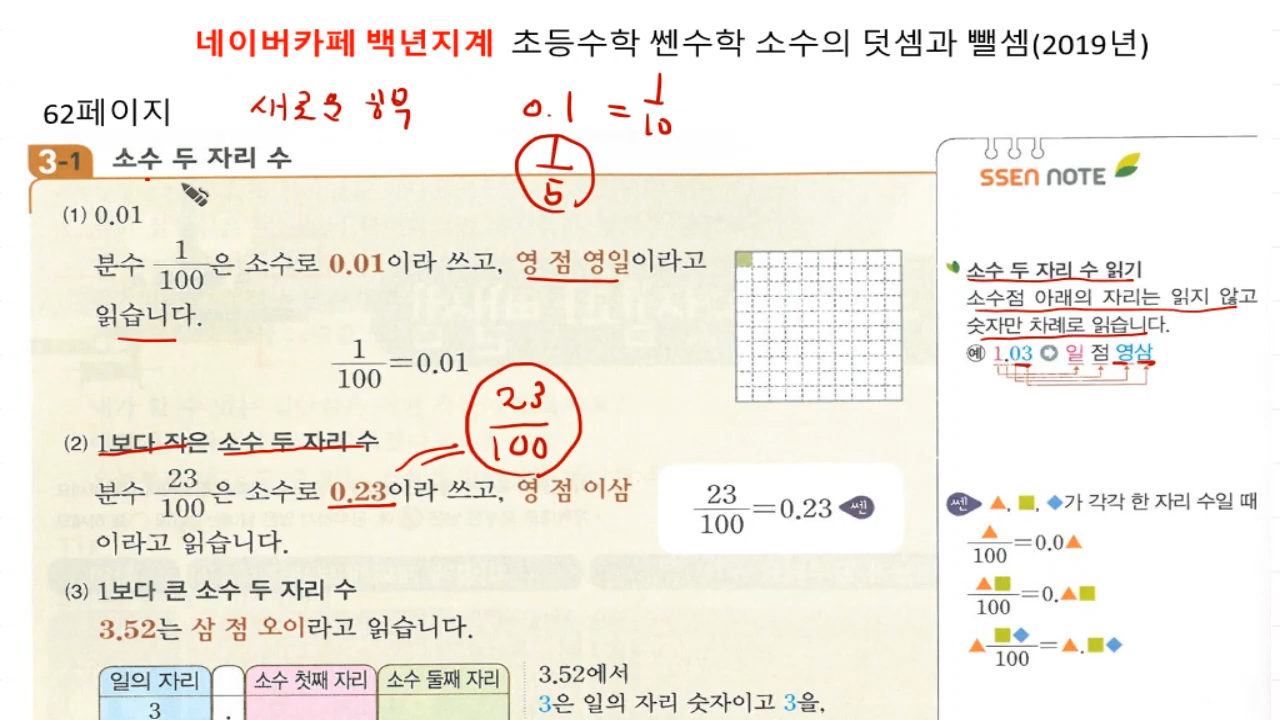 네이버카페 백년지계 초등수학 쎈수학 소수의 덧셈과 뺄셈(2019년)
62페이지
새로운 항목
0.1 = 1/10
1/5
3-1 소수 두 자리 수
(1) 0.01
분수 1/100은 소수로 0.01이라 쓰고, 영 점 영일이라고
읽습니다.
1/100=0.01
(2) 1보다 작은 소수 두 자리 수
23/100
분수 23/100은 소수로 0.23이라 쓰고, 영 점 이삼
이라고 읽습니다.
23/100=0.23 쎈
(3) 1보다 큰 소수 두 자리 수
3.52는 삼 점 오이라고 읽습니다.
일의 자리 소수 첫째 자리 소수 둘째 자리
3 .
3.52에서
3은 일의 자리 숫자이고 3을,
SSEN NOTE
소수 두 자리 수 읽기
소수점 아래의 자리는 읽지 않고
숫자만 차례로 읽습니다.
예 1.03 ➲ 일 점 영삼
쎈 ▲, ■, ◆가 각각 한 자리 수일 때
▲/100=0.0▲
▲■/100=0.▲■
▲ ■◆/100=▲.■◆